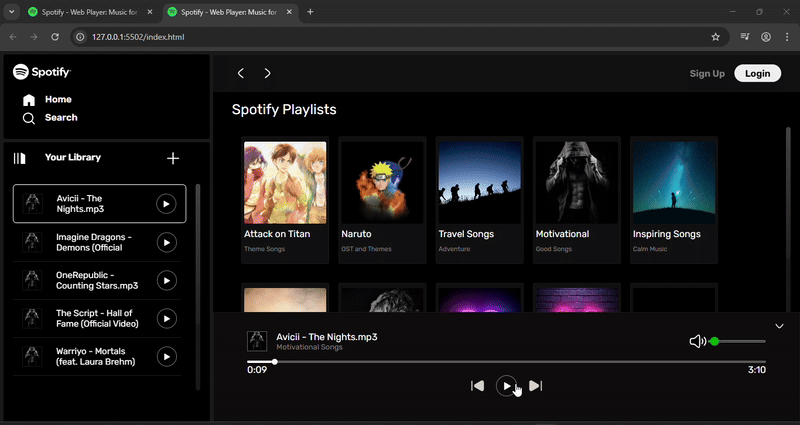 Spotify - Web Player: Music for
Spotify - Web Player: Music for
127.0.0.1:5502/index.html
Spotify
Home
Search
Your Library
Avicii - The
Nights.mp3
Imagine Dragons -
Demons (Official
OneRepublic -
Counting Stars.mp3
The Script - Hall of
Fame (Official Video)
Warriyo - Mortals
(feat. Laura Brehm)
Sign Up
Login
Spotify Playlists
Attack on Titan
Theme Songs
Naruto
OST and Themes
Travel Songs
Adventure
Motivational
Good Songs
Inspiring Songs
Calm Music
Avicii - The Nights.mp3
Motivational Songs
0:09
3:10